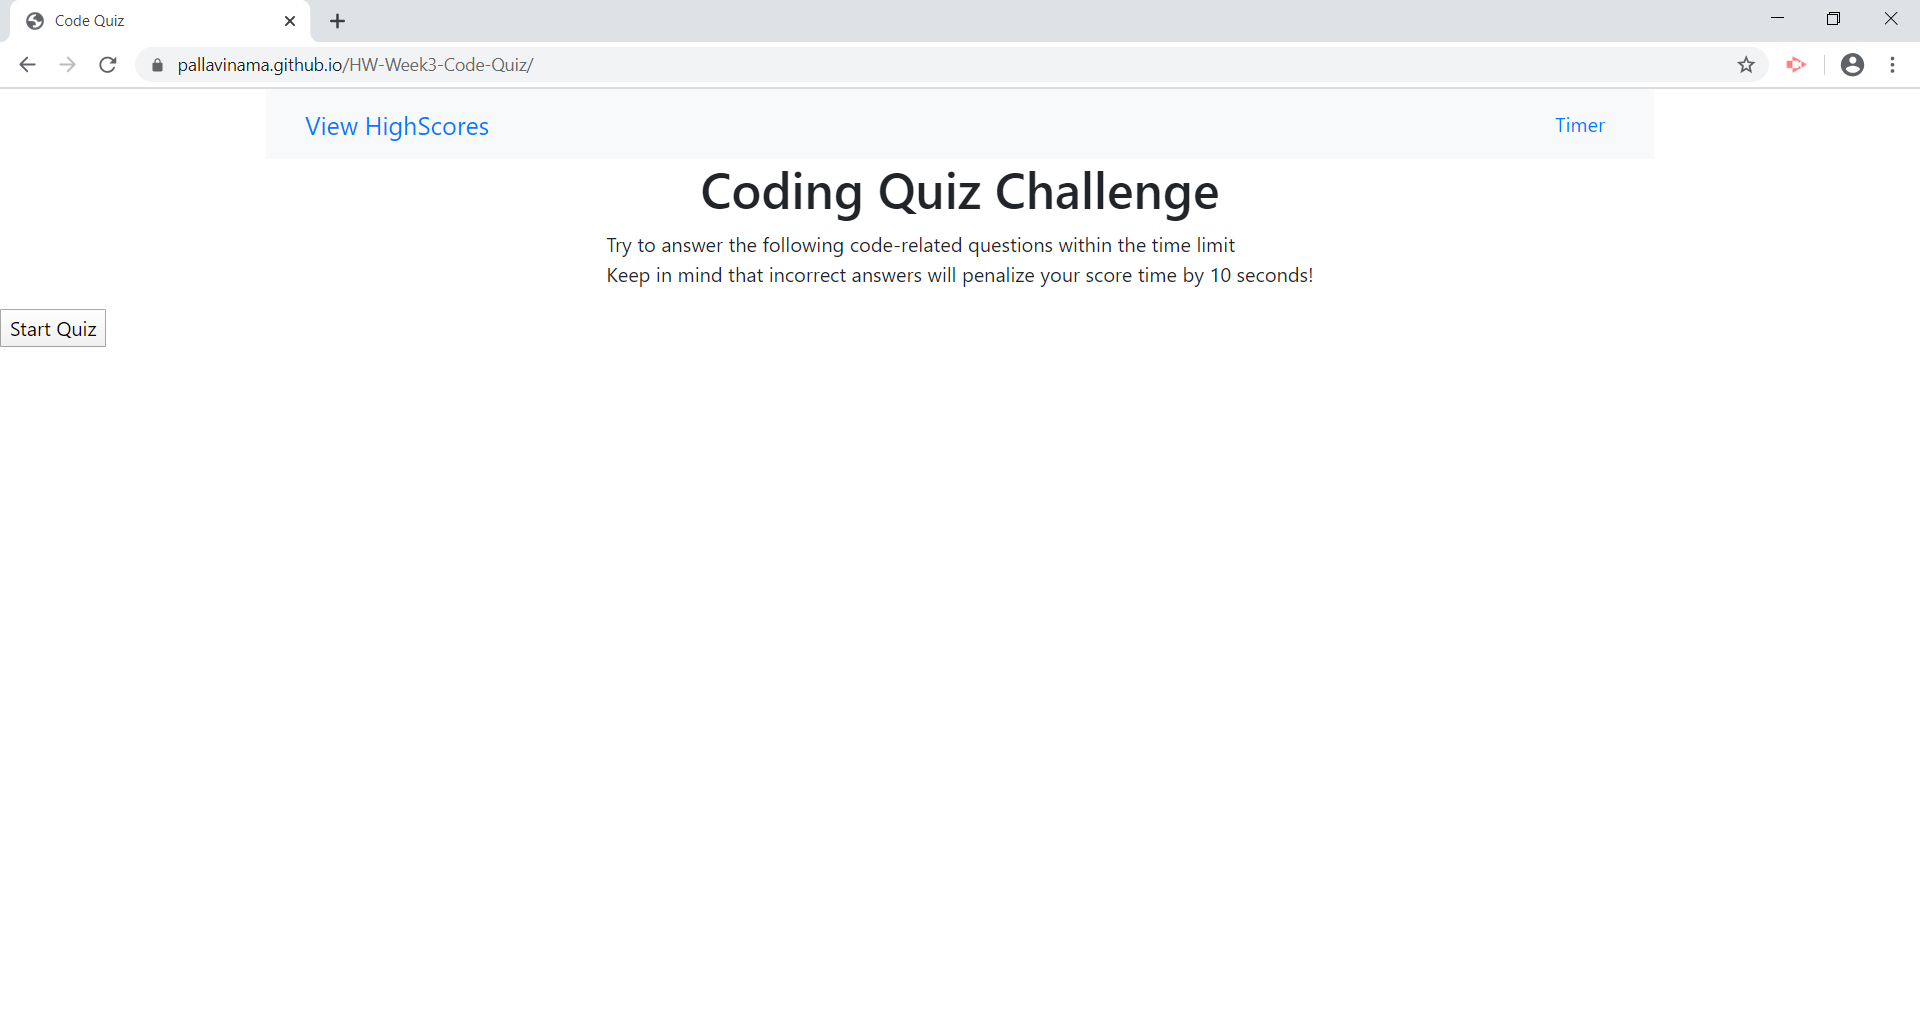 Code Quiz
pallavinama.github.io/HW-Week3-Code-Quiz/
View HighScores
Timer
Coding Quiz Challenge
Try to answer the following code-related questions within the time limit
Keep in mind that incorrect answers will penalize your score time by 10 seconds!
Start Quiz